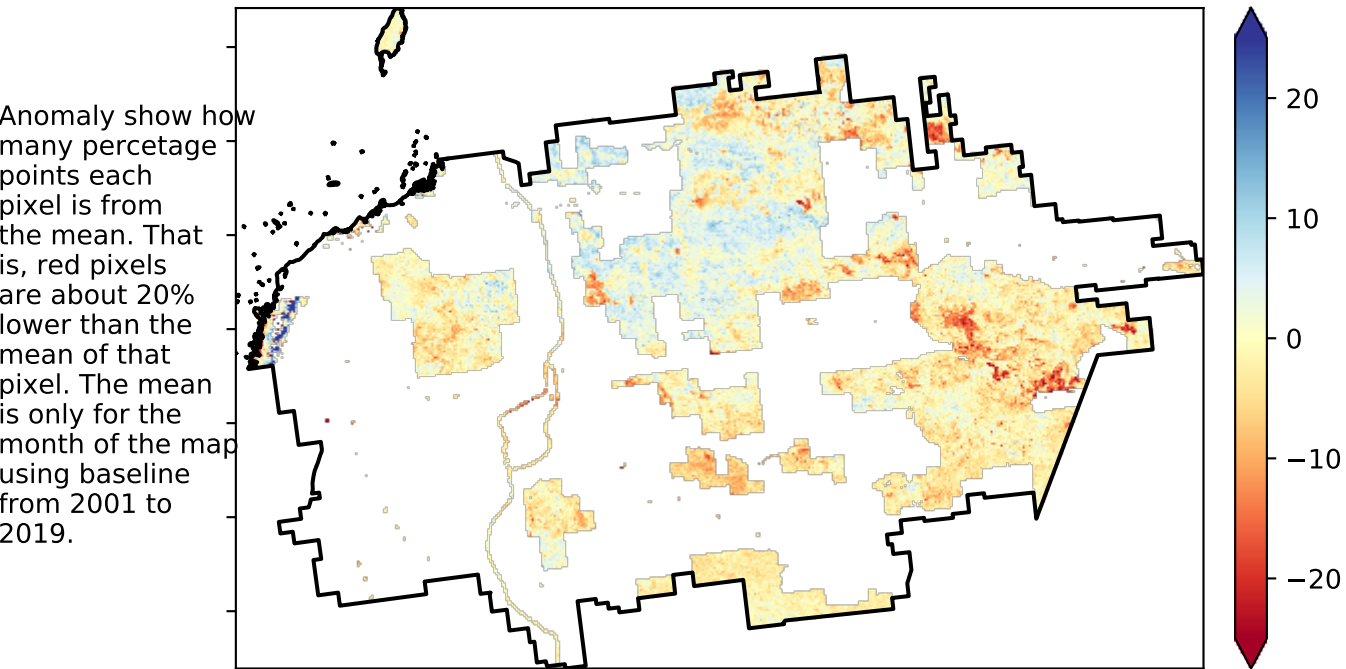 Anomaly show how
many percetage
points each
pixel is from
the mean. That
is, red pixels
are about 20%
lower than the
mean of that
pixel. The mean
is only for the
month of the map
using baseline
from 2001 to
2019.
20
10
0
−10
−20